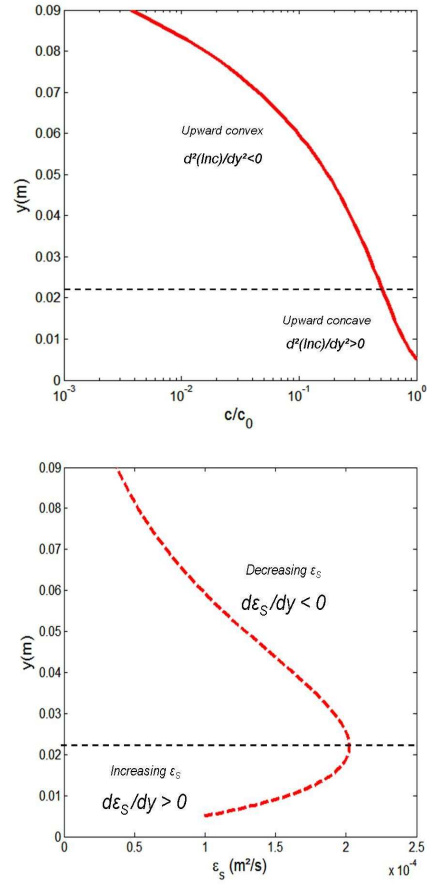 0.09
0.08
0.07
0.06
0.05
0.04
0.03
0.02
0.01
0
y(m)
Upward convex
d²(lnc)/dy²<0
Upward concave
d²(lnc)/dy²>0
10⁻³ 10⁻² 10⁻¹ 10⁰
c/c₀
0.09
0.08
0.07
0.06
0.05
0.04
0.03
0.02
0.01
0
y(m)
Decreasing εS
dεS/dy < 0
Increasing εS
dεS/dy > 0
0 0.5 1 1.5 2 2.5
x 10⁻⁴
εs (m²/s)